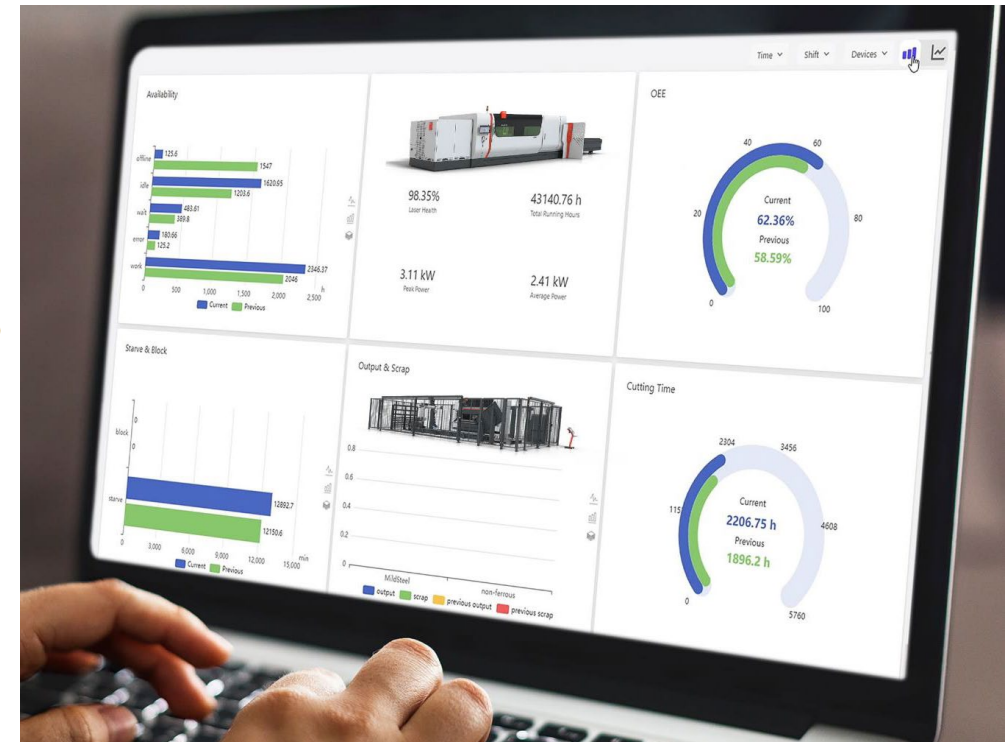 Time Shift Devices
Availability
offline 125.6
1547
idle 1620.95
1203.6
wait 483.61
389.8
error 180.66
125.2
work 2346.37
2046
0 500 1,000 1,500 2,000 2,500 h
Current Previous
98.35% 43140.76 h
Laser Health Total Running Hours
3.11 kW 2.41 kW
Peak Power Average Power
OEE
0 20 40 60 80 100
Current
62.36%
Previous
58.59%
Starve & Block
block 0
0
starve 12892.7
12150.6
0 3,000 6,000 9,000 12,000 15,000 min
Current Previous
Output & Scrap
0.8
0.6
0.4
0.2
0
MildSteel non-ferrous
output scrap previous output previous scrap
Cutting Time
0 115 2304 3456 4608 5760
Current
2206.75 h
Previous
1896.2 h